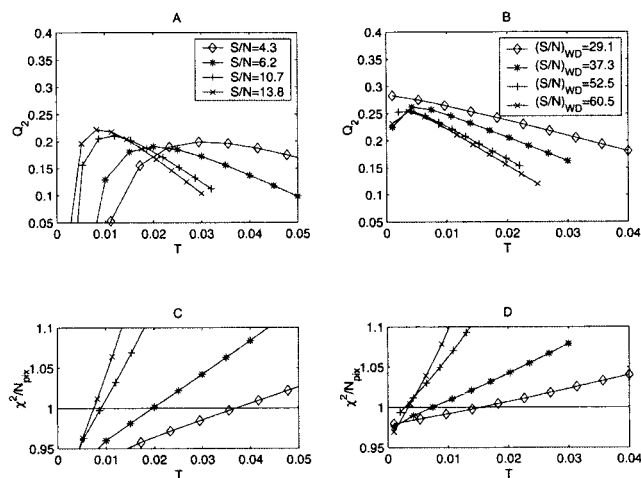 A
0.4
0.35
0.3
0.25
0.2
0.15
0.1
0.05
Q2
0
0.01
0.02
0.03
0.04
0.05
T
S/N=4.3
S/N=6.2
S/N=10.7
S/N=13.8
B
0.4
0.35
0.3
0.25
0.2
0.15
0.1
0.05
Q2
0
0.01
0.02
0.03
0.04
T
(S/N)WD=29.1
(S/N)WD=37.3
(S/N)WD=52.5
(S/N)WD=60.5
C
1.1
1.05
1
0.95
χ2/Npix
0
0.01
0.02
0.03
0.04
0.05
T
D
1.1
1.05
1
0.95
χ2/Npix
0
0.01
0.02
0.03
0.04
T